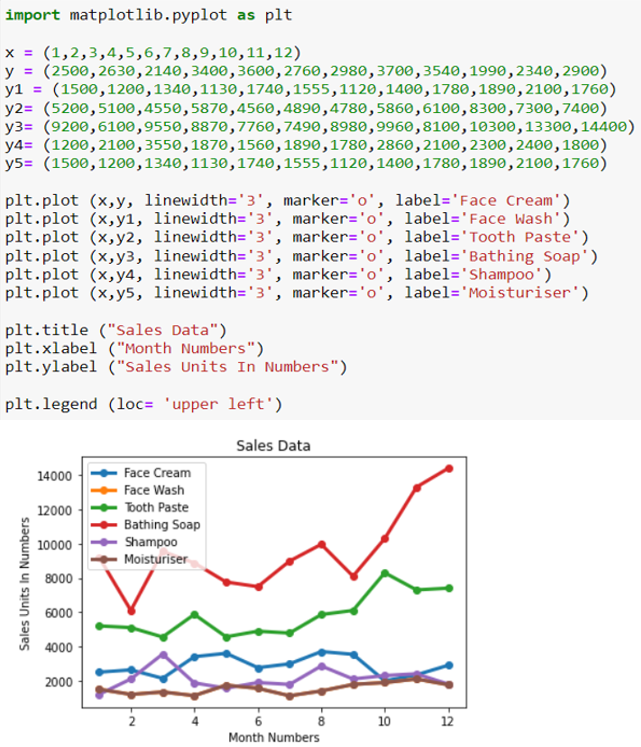 import matplotlib.pyplot as plt
x = (1,2,3,4,5,6,7,8,9,10,11,12)
y = (2500,2630,2140,3400,3600,2760,2980,3700,3540,1990,2340,2900)
y1 = (1500,1200,1340,1130,1740,1555,1120,1400,1780,1890,2100,1760)
y2= (5200,5100,4550,5870,4560,4890,4780,5860,6100,8300,7300,7400)
y3= (9200,6100,9550,8870,7760,7490,8980,9960,8100,10300,13300,14400)
y4= (1200,2100,3550,1870,1560,1890,1780,2860,2100,2300,2400,1800)
y5= (1500,1200,1340,1130,1740,1555,1120,1400,1780,1890,2100,1760)
plt.plot (x,y, linewidth='3', marker='o', label='Face Cream')
plt.plot (x,y1, linewidth='3', marker='o', label='Face Wash')
plt.plot (x,y2, linewidth='3', marker='o', label='Tooth Paste')
plt.plot (x,y3, linewidth='3', marker='o', label='Bathing Soap')
plt.plot (x,y4, linewidth='3', marker='o', label='Shampoo')
plt.plot (x,y5, linewidth='3', marker='o', label='Moisturiser')
plt.title ("Sales Data")
plt.xlabel ("Month Numbers")
plt.ylabel ("Sales Units In Numbers")
plt.legend (loc= 'upper left')
Sales Data
Face Cream
Face Wash
Tooth Paste
Bathing Soap
Shampoo
Moisturiser
Sales Units In Numbers
14000
12000
10000
8000
6000
4000
2000
2 4 6 8 10 12
Month Numbers